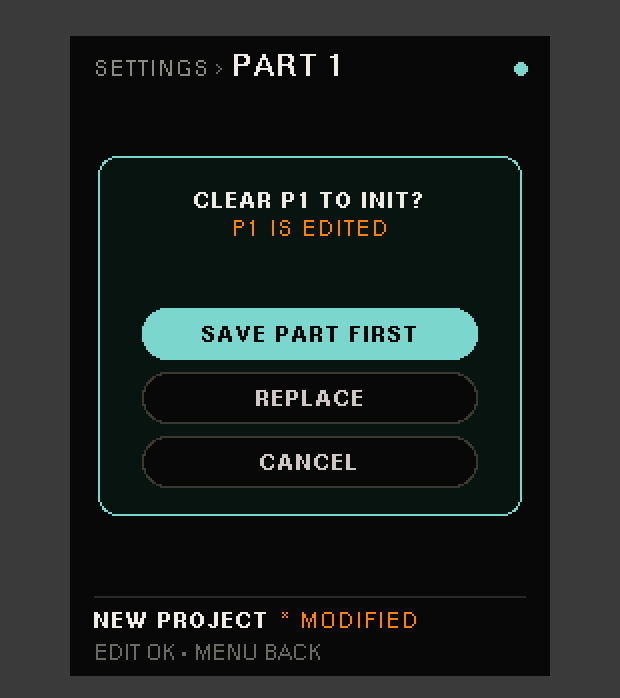 SETTINGS › PART 1
CLEAR P1 TO INIT?
P1 IS EDITED
SAVE PART FIRST
REPLACE
CANCEL
NEW PROJECT * MODIFIED
EDIT OK · MENU BACK